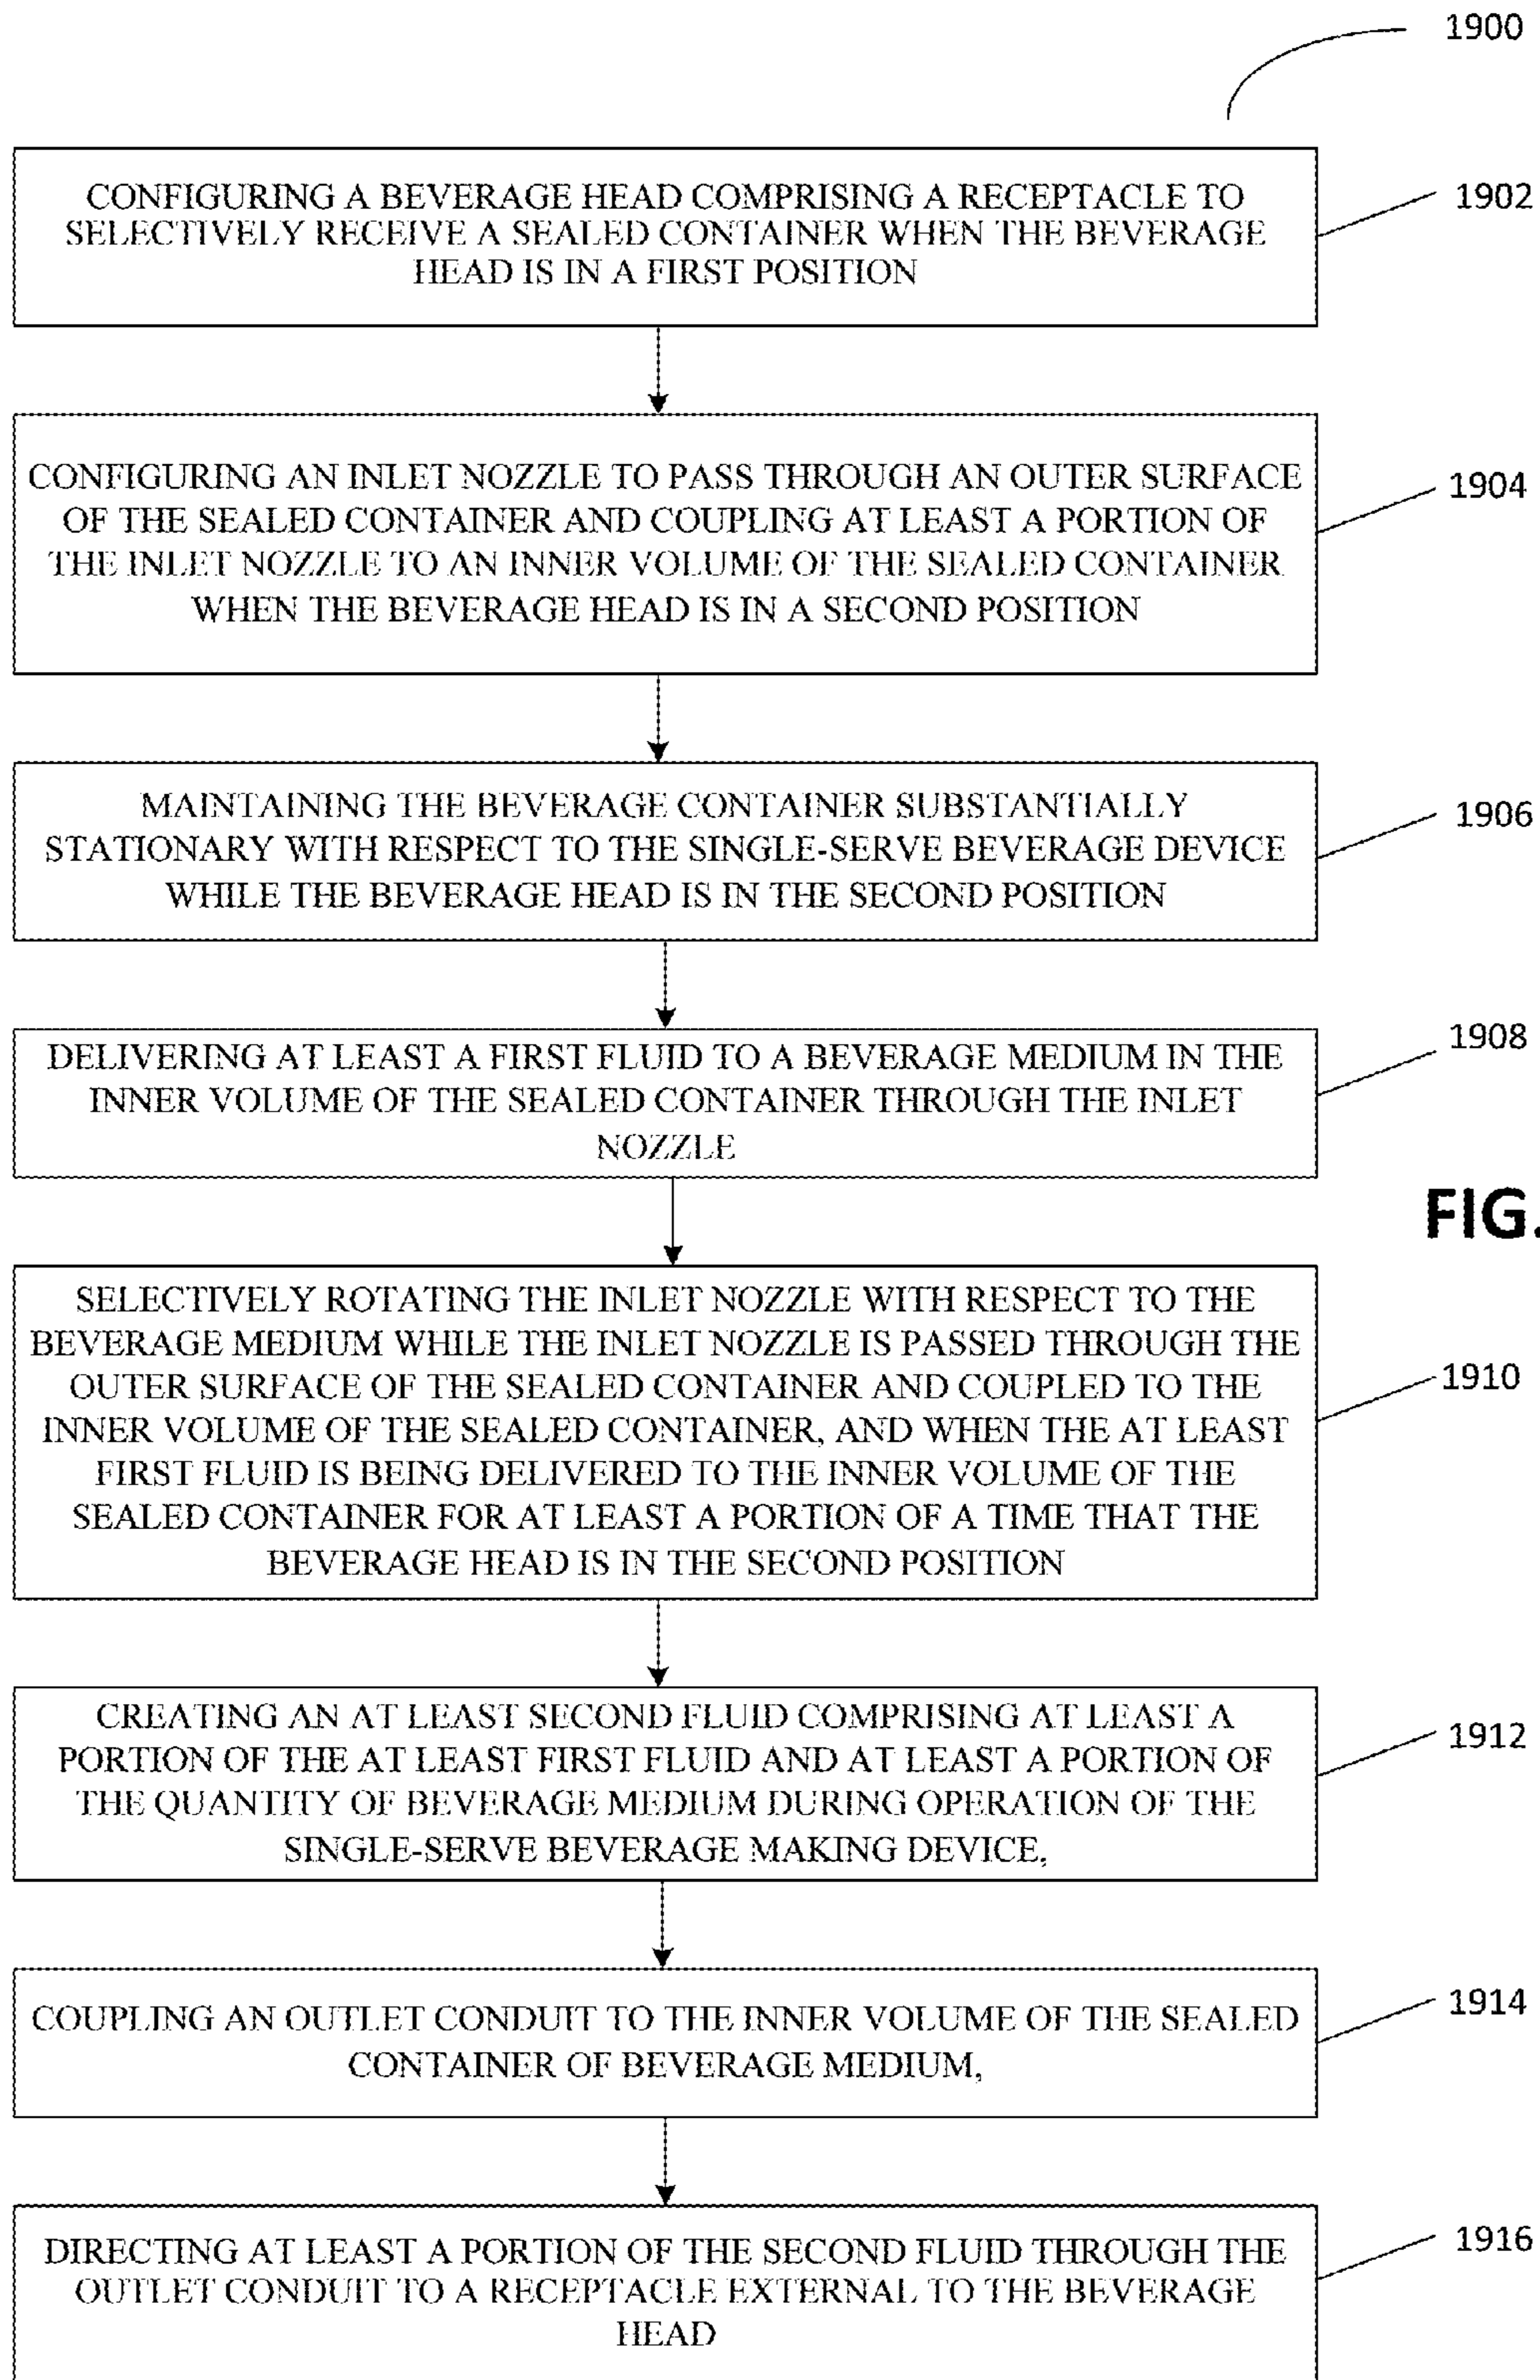 1900
CONFIGURING A BEVERAGE HEAD COMPRISING A RECEPTACLE TO
SELECTIVELY RECEIVE A SEALED CONTAINER WHEN THE BEVERAGE
HEAD IS IN A FIRST POSITION
1902
CONFIGURING AN INLET NOZZLE TO PASS THROUGH AN OUTER SURFACE
OF THE SEALED CONTAINER AND COUPLING AT LEAST A PORTION OF
THE INLET NOZZLE TO AN INNER VOLUME OF THE SEALED CONTAINER
WHEN THE BEVERAGE HEAD IS IN A SECOND POSITION
1904
MAINTAINING THE BEVERAGE CONTAINER SUBSTANTIALLY
STATIONARY WITH RESPECT TO THE SINGLE-SERVE BEVERAGE DEVICE
WHILE THE BEVERAGE HEAD IS IN THE SECOND POSITION
1906
DELIVERING AT LEAST A FIRST FLUID TO A BEVERAGE MEDIUM IN THE
INNER VOLUME OF THE SEALED CONTAINER THROUGH THE INLET
NOZZLE
1908
FIG.
SELECTIVELY ROTATING THE INLET NOZZLE WITH RESPECT TO THE
BEVERAGE MEDIUM WHILE THE INLET NOZZLE IS PASSED THROUGH THE
OUTER SURFACE OF THE SEALED CONTAINER AND COUPLED TO THE
INNER VOLUME OF THE SEALED CONTAINER, AND WHEN THE AT LEAST
FIRST FLUID IS BEING DELIVERED TO THE INNER VOLUME OF THE
SEALED CONTAINER FOR AT LEAST A PORTION OF A TIME THAT THE
BEVERAGE HEAD IS IN THE SECOND POSITION
1910
CREATING AN AT LEAST SECOND FLUID COMPRISING AT LEAST A
PORTION OF THE AT LEAST FIRST FLUID AND AT LEAST A PORTION OF
THE QUANTITY OF BEVERAGE MEDIUM DURING OPERATION OF THE
SINGLE-SERVE BEVERAGE MAKING DEVICE,
1912
COUPLING AN OUTLET CONDUIT TO THE INNER VOLUME OF THE SEALED
CONTAINER OF BEVERAGE MEDIUM,
1914
DIRECTING AT LEAST A PORTION OF THE SECOND FLUID THROUGH THE
OUTLET CONDUIT TO A RECEPTACLE EXTERNAL TO THE BEVERAGE
HEAD
1916